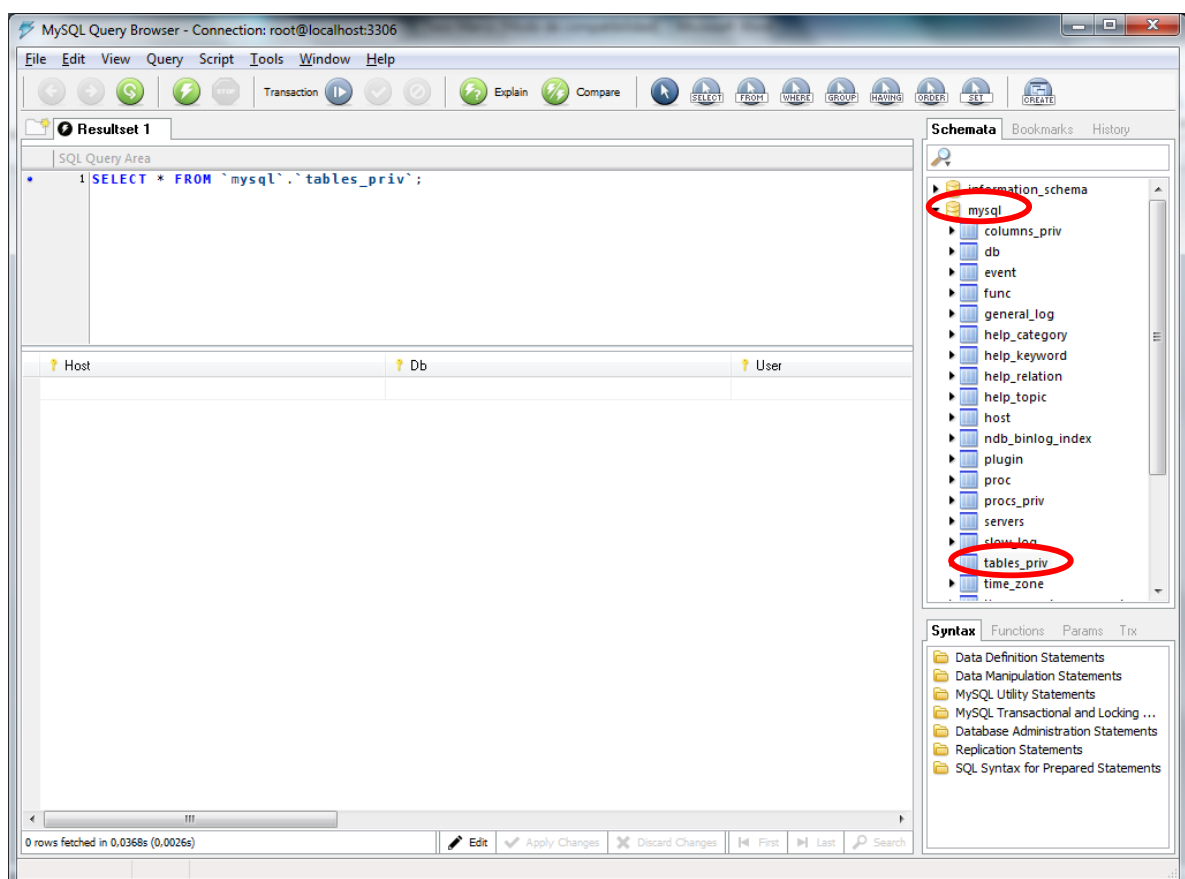 MySQL Query Browser - Connection: root@localhost:3306
File Edit View Query Script Tools Window Help
STOP Transaction Explain Compare SELECT FROM WHERE GROUP HAVING ORDER SET CREATE
Resultset 1
SQL Query Area
1 SELECT * FROM `mysql`.`tables_priv`;
Host Db User
0 rows fetched in 0,0368s (0,0026s)
Edit Apply Changes Discard Changes First Last Search
Schemata Bookmarks History
information_schema
mysql
columns_priv
db
event
func
general_log
help_category
help_keyword
help_relation
help_topic
host
ndb_binlog_index
plugin
proc
procs_priv
servers
slow_log
tables_priv
time_zone
Syntax Functions Params Trx
Data Definition Statements
Data Manipulation Statements
MySQL Utility Statements
MySQL Transactional and Locking ...
Database Administration Statements
Replication Statements
SQL Syntax for Prepared Statements